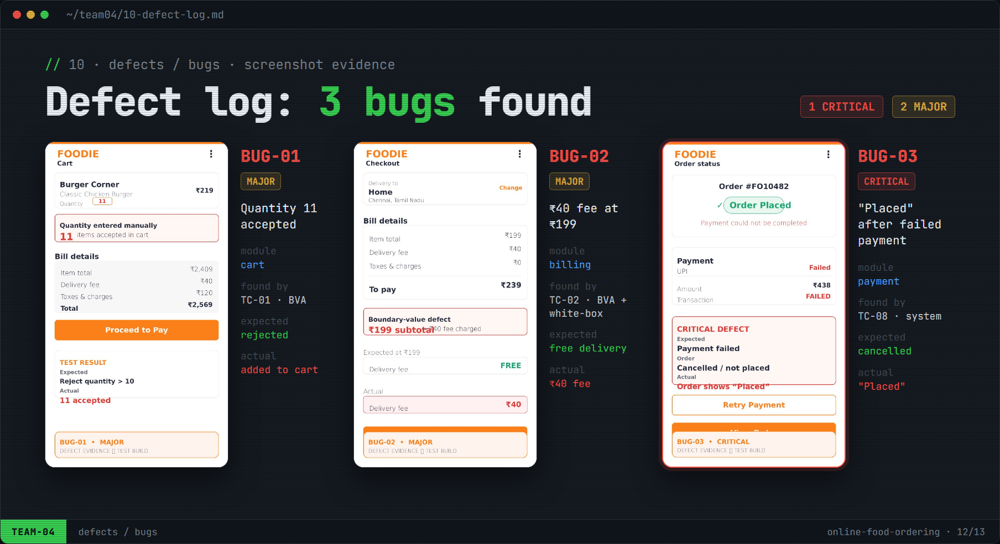 ~/team04/10-defect-log.md
// 10 · defects / bugs · screenshot evidence
Defect log: 3 bugs found
1 CRITICAL
2 MAJOR
FOODIE
Cart
Burger Corner
Classic Chicken Burger
₹219
Quantity 11
Quantity entered manually
11 items accepted in cart
Bill details
Item total ₹2,409
Delivery fee ₹40
Taxes & charges ₹120
Total ₹2,569
Proceed to Pay
TEST RESULT
Expected
Reject quantity > 10
Actual
11 accepted
BUG-01 • MAJOR
DEFECT EVIDENCE ▯ TEST BUILD
BUG-01
MAJOR
Quantity 11
accepted
module
cart
found by
TC-01 · BVA
expected
rejected
actual
added to cart
FOODIE
Checkout
Delivery to
Home
Chennai, Tamil Nadu
Change
Bill details
Item total ₹199
Delivery fee ₹40
Taxes & charges ₹0
To pay ₹239
Boundary-value defect
₹199 subtotal ₹40 fee charged
Expected at ₹199
Delivery fee FREE
Actual
Delivery fee ₹40
BUG-02 • MAJOR
DEFECT EVIDENCE ▯ TEST BUILD
BUG-02
MAJOR
₹40 fee at
₹199
module
billing
found by
TC-02 · BVA +
white-box
expected
free delivery
actual
₹40 fee
FOODIE
Order status
Order #FO10482
✓ Order Placed
Payment could not be completed
Payment
UPI Failed
Amount ₹438
Transaction FAILED
CRITICAL DEFECT
Expected
Payment failed
Order
Cancelled / not placed
Actual
Order shows “Placed”
Retry Payment
BUG-03 • CRITICAL
DEFECT EVIDENCE ▯ TEST BUILD
BUG-03
CRITICAL
"Placed"
after failed
payment
module
payment
found by
TC-08 · system
expected
cancelled
actual
"Placed"
TEAM-04
defects / bugs
online-food-ordering · 12/13